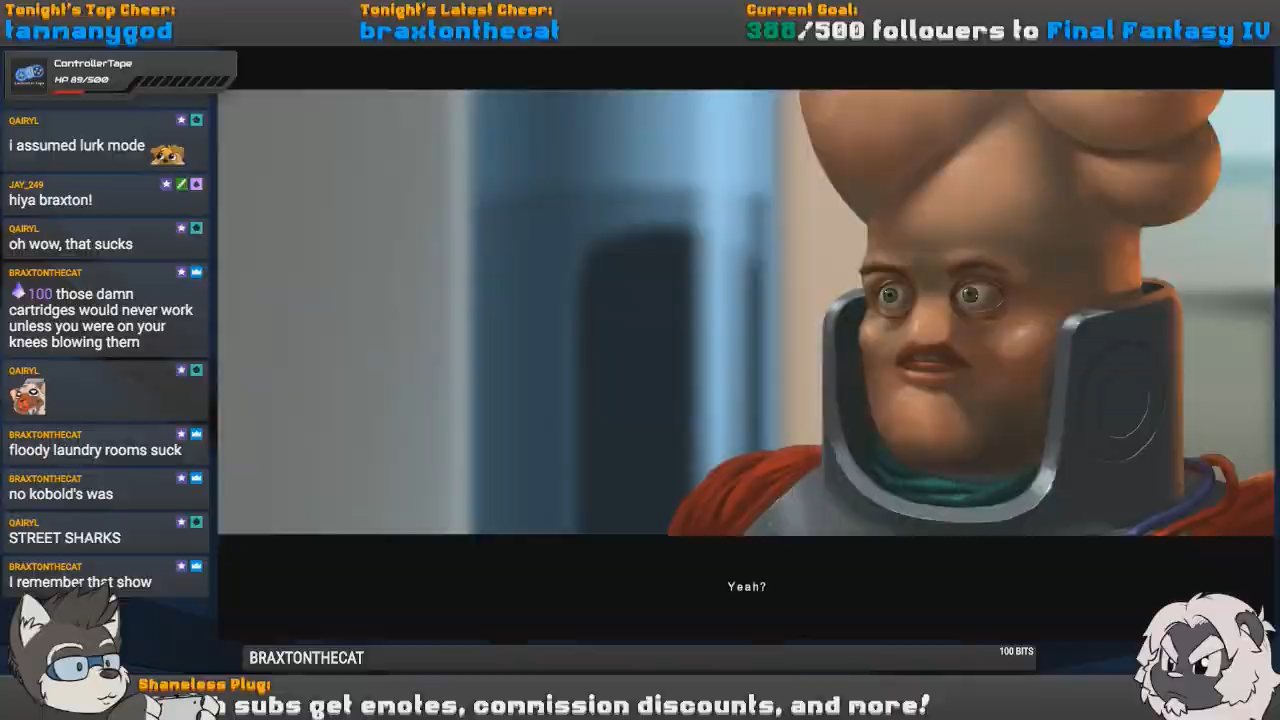 Tonight's Top Cheer:
tannanygod
Tonight's Latest Cheer:
braxtonthecat
Current Goal:
388/500 followers to Final Fantasy IV
ControllerTape
HP 89/500
QAIRYL
i assumed lurk mode
JAY_249
hiya braxton!
QAIRYL
oh wow, that sucks
BRAXTONTHECAT
100 those damn
cartridges would never work
unless you were on your
knees blowing them
QAIRYL
BRAXTONTHECAT
floody laundry rooms suck
BRAXTONTHECAT
no kobold's was
QAIRYL
STREET SHARKS
BRAXTONTHECAT
I remember that show
Yeah?
BRAXTONTHECAT
100 BITS
Shameless Plug:
subs get emotes, commission discounts, and more!